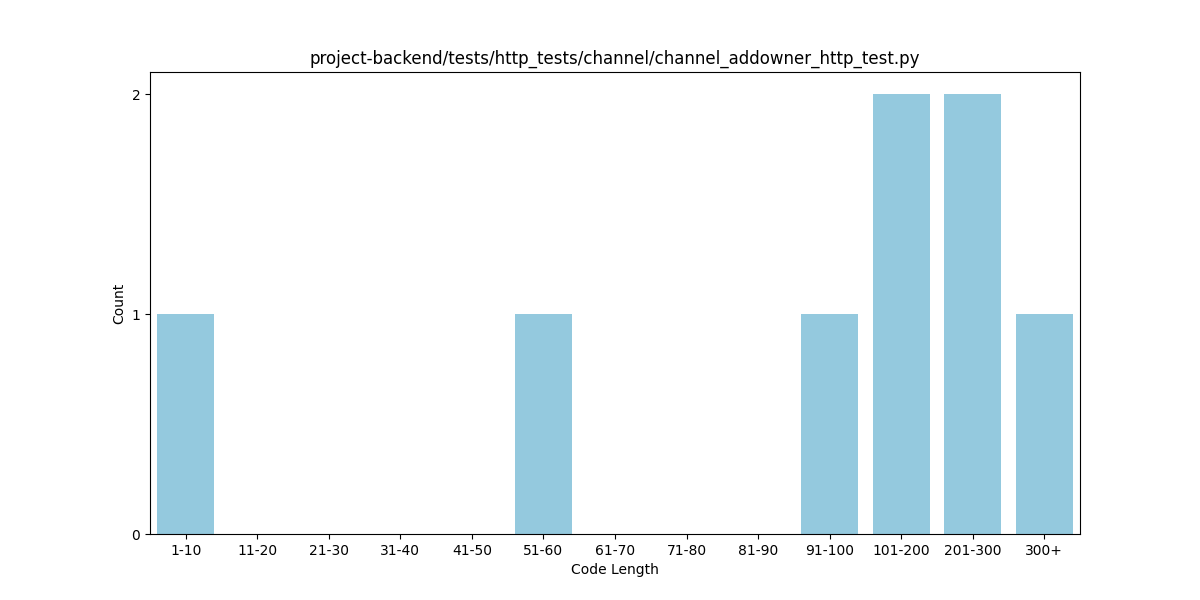 project-backend/tests/http_tests/channel/channel_addowner_http_test.py
2
1
0
Count
1-10 11-20 21-30 31-40 41-50 51-60 61-70 71-80 81-90 91-100 101-200 201-300 300+
Code Length